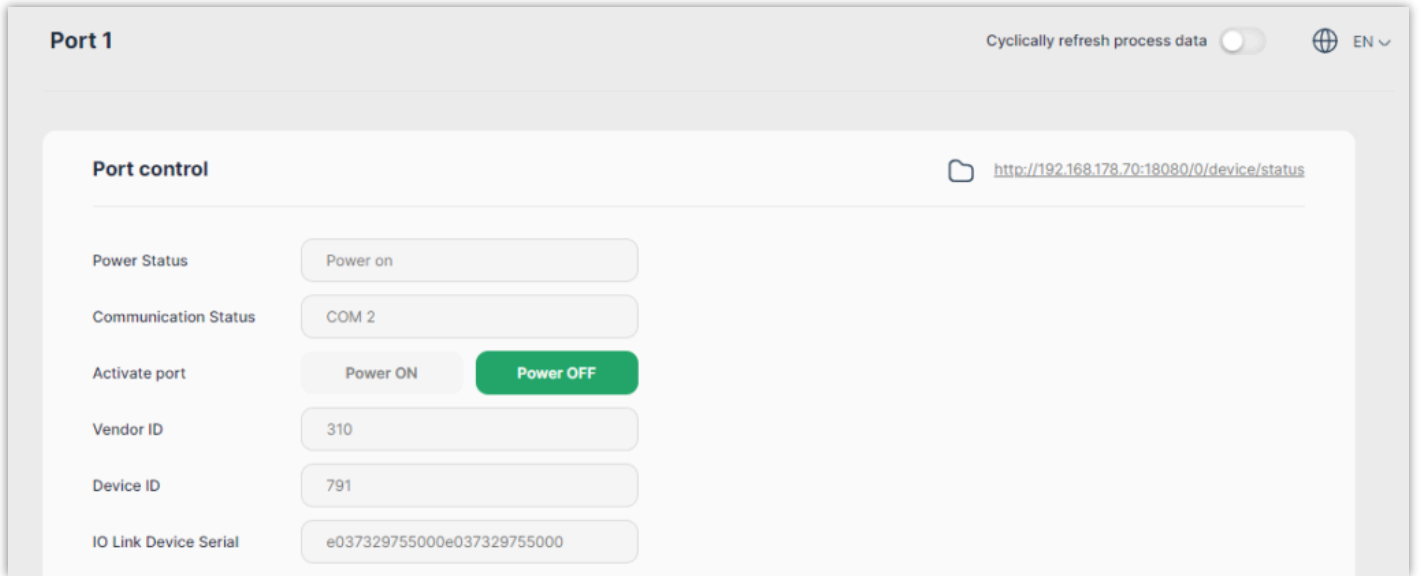 Port 1 Cyclically refresh process data EN
Port control http://192.168.178.70:18080/0/device/status
Power Status Power on
Communication Status COM 2
Activate port Power ON Power OFF
Vendor ID 310
Device ID 791
IO Link Device Serial e037329755000e037329755000